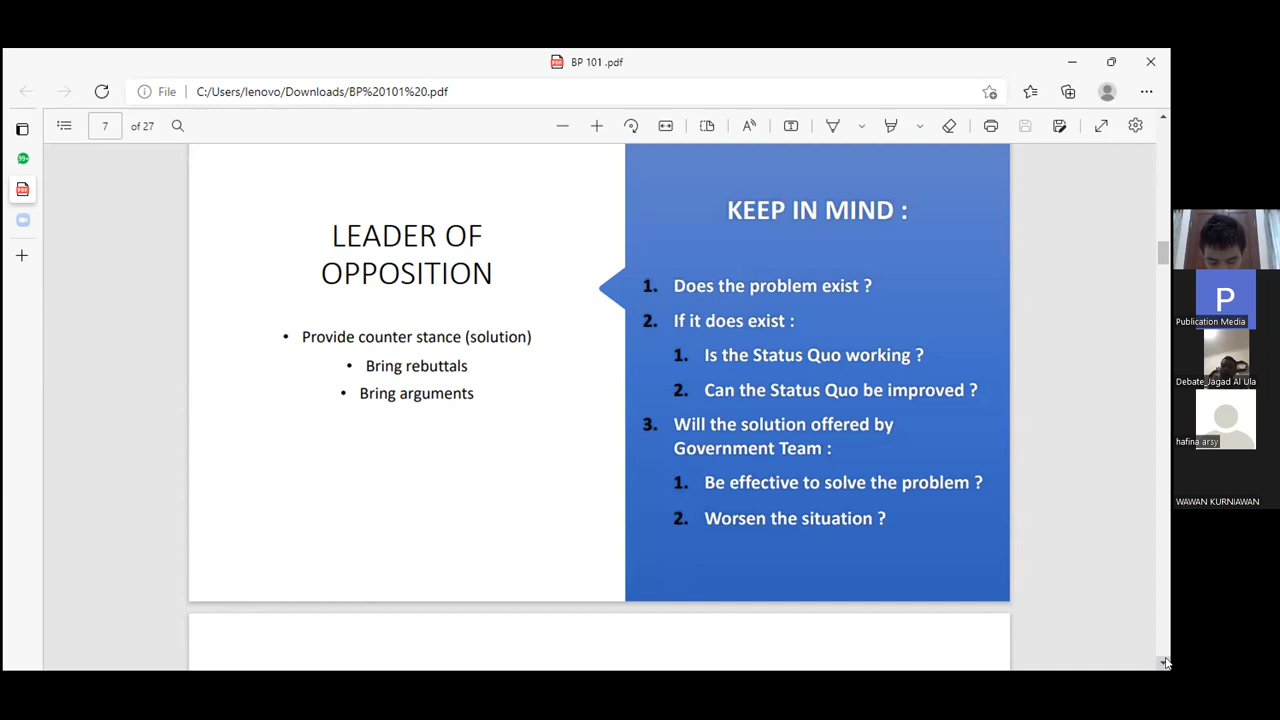 BP 101 .pdf
File
C:/Users/lenovo/Downloads/BP%20101%20.pdf
7 of 27
99+
LEADER OF
OPPOSITION
• Provide counter stance (solution)
• Bring rebuttals
• Bring arguments
KEEP IN MIND :
1. Does the problem exist ?
2. If it does exist :
1. Is the Status Quo working ?
2. Can the Status Quo be improved ?
3. Will the solution offered by
Government Team :
1. Be effective to solve the problem ?
2. Worsen the situation ?
P
Publication Media
Debate_Jagad Al Ula
hafina arsy
WAWAN KURNIAWAN